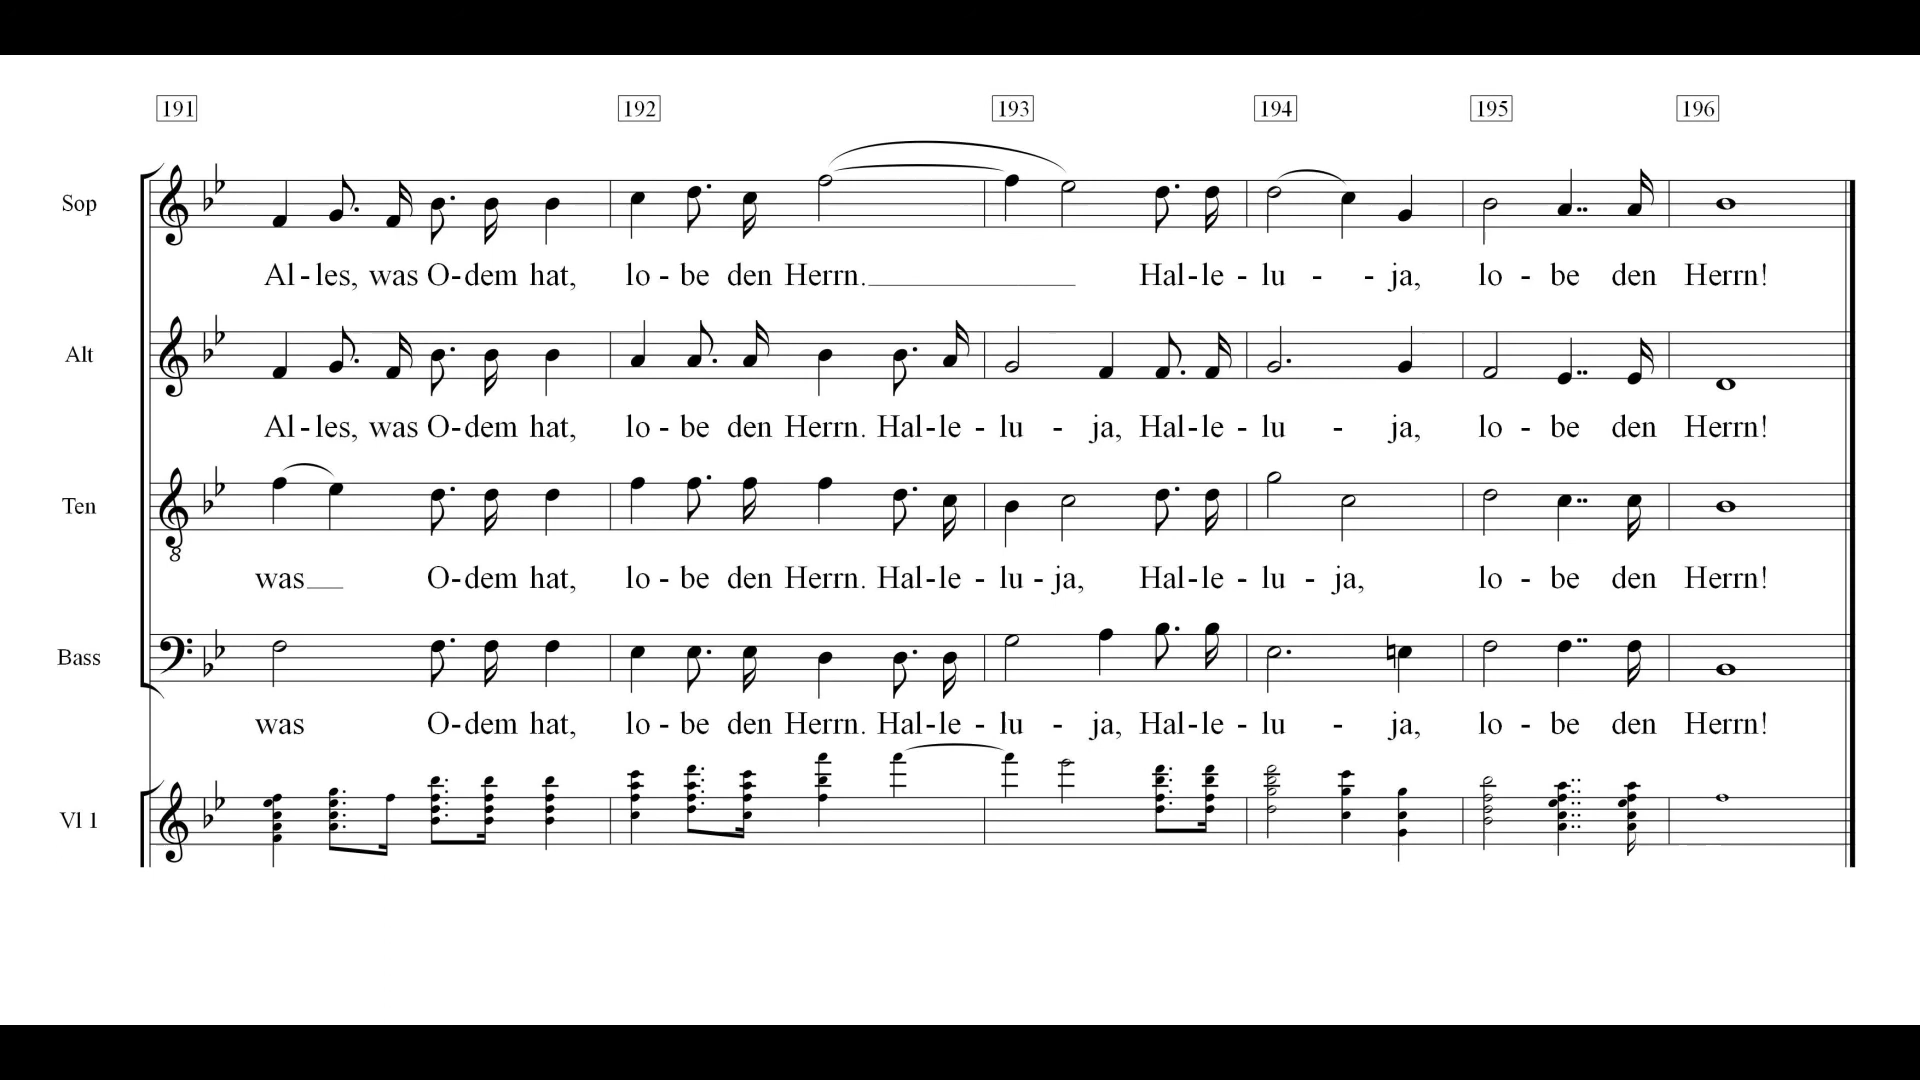 191 192 193 194 195 196
Sop
Al - les, was O-dem hat, lo - be den Herrn. Hal-le - lu - - ja, lo - be den Herrn!
Alt
Al - les, was O-dem hat, lo - be den Herrn. Hal-le - lu - ja, Hal-le - lu - ja, lo - be den Herrn!
Ten
8
was O-dem hat, lo - be den Herrn. Hal-le - lu - ja, Hal-le - lu - ja, lo - be den Herrn!
Bass
was O-dem hat, lo - be den Herrn. Hal-le - lu - ja, Hal-le - lu - ja, lo - be den Herrn!
Vl 1